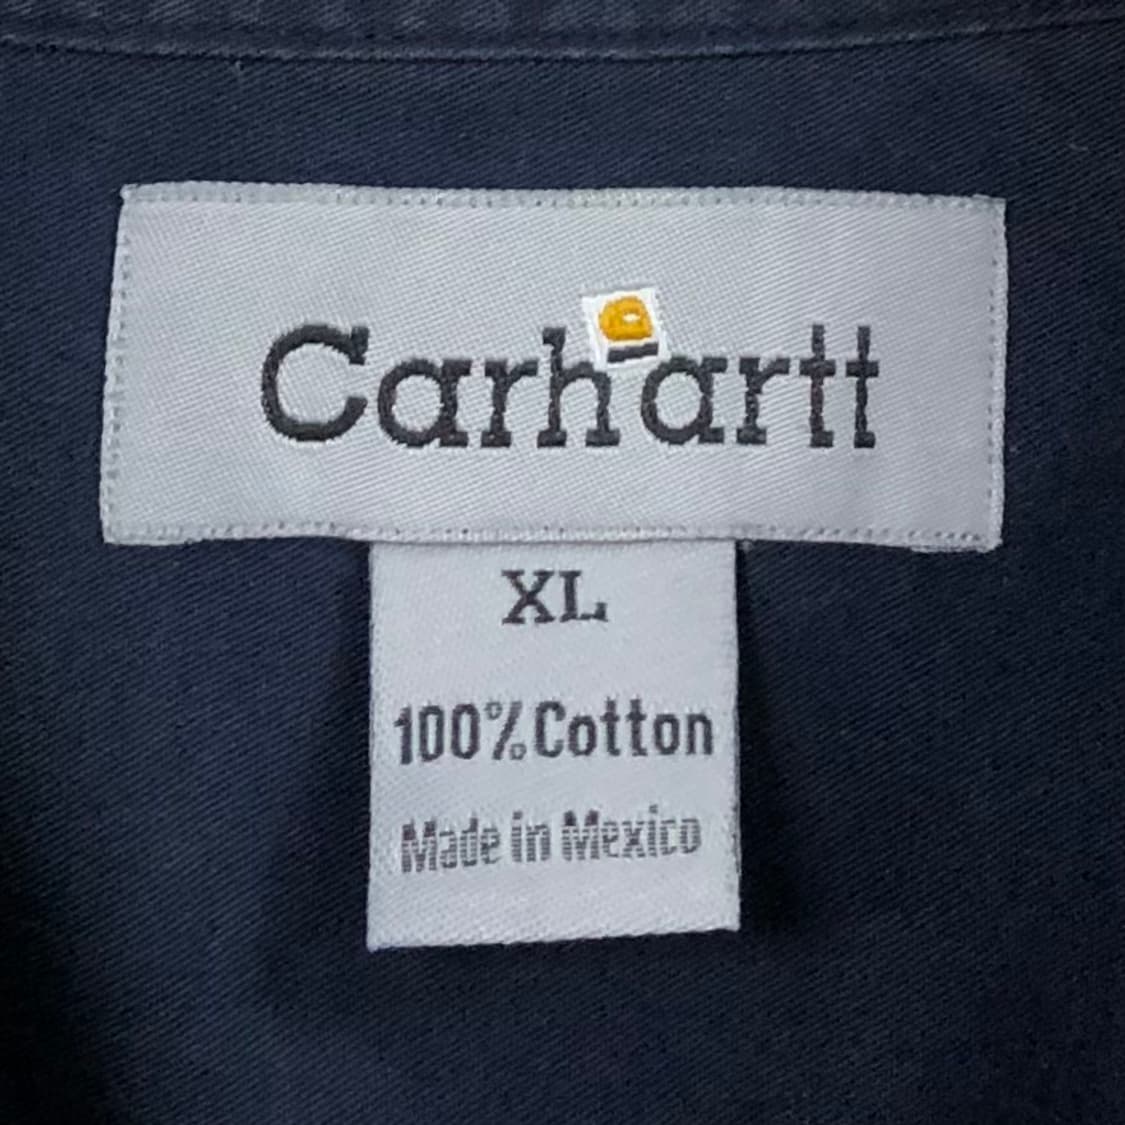 Carhartt
XL
100% Cotton
Made in Mexico